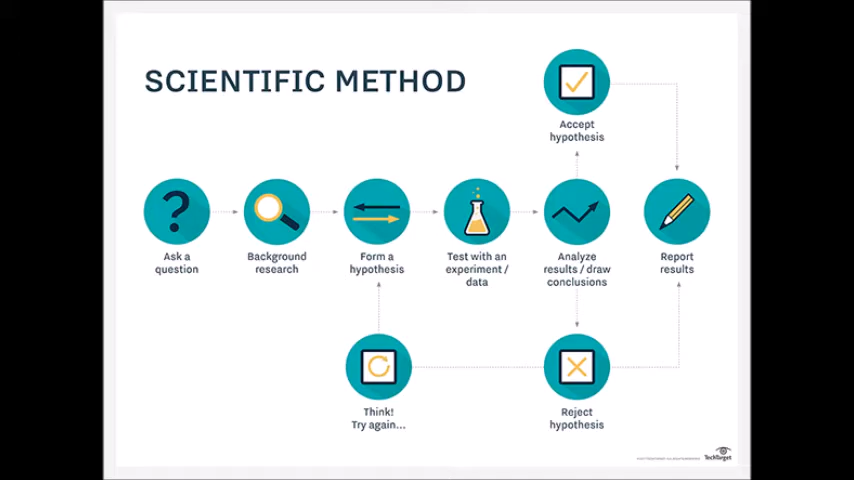 SCIENTIFIC METHOD
Accept
hypothesis
Ask a
question
Background
research
Form a
hypothesis
Test with an
experiment /
data
Analyze
results / draw
conclusions
Report
results
Think!
Try again...
Reject
hypothesis
TechTarget